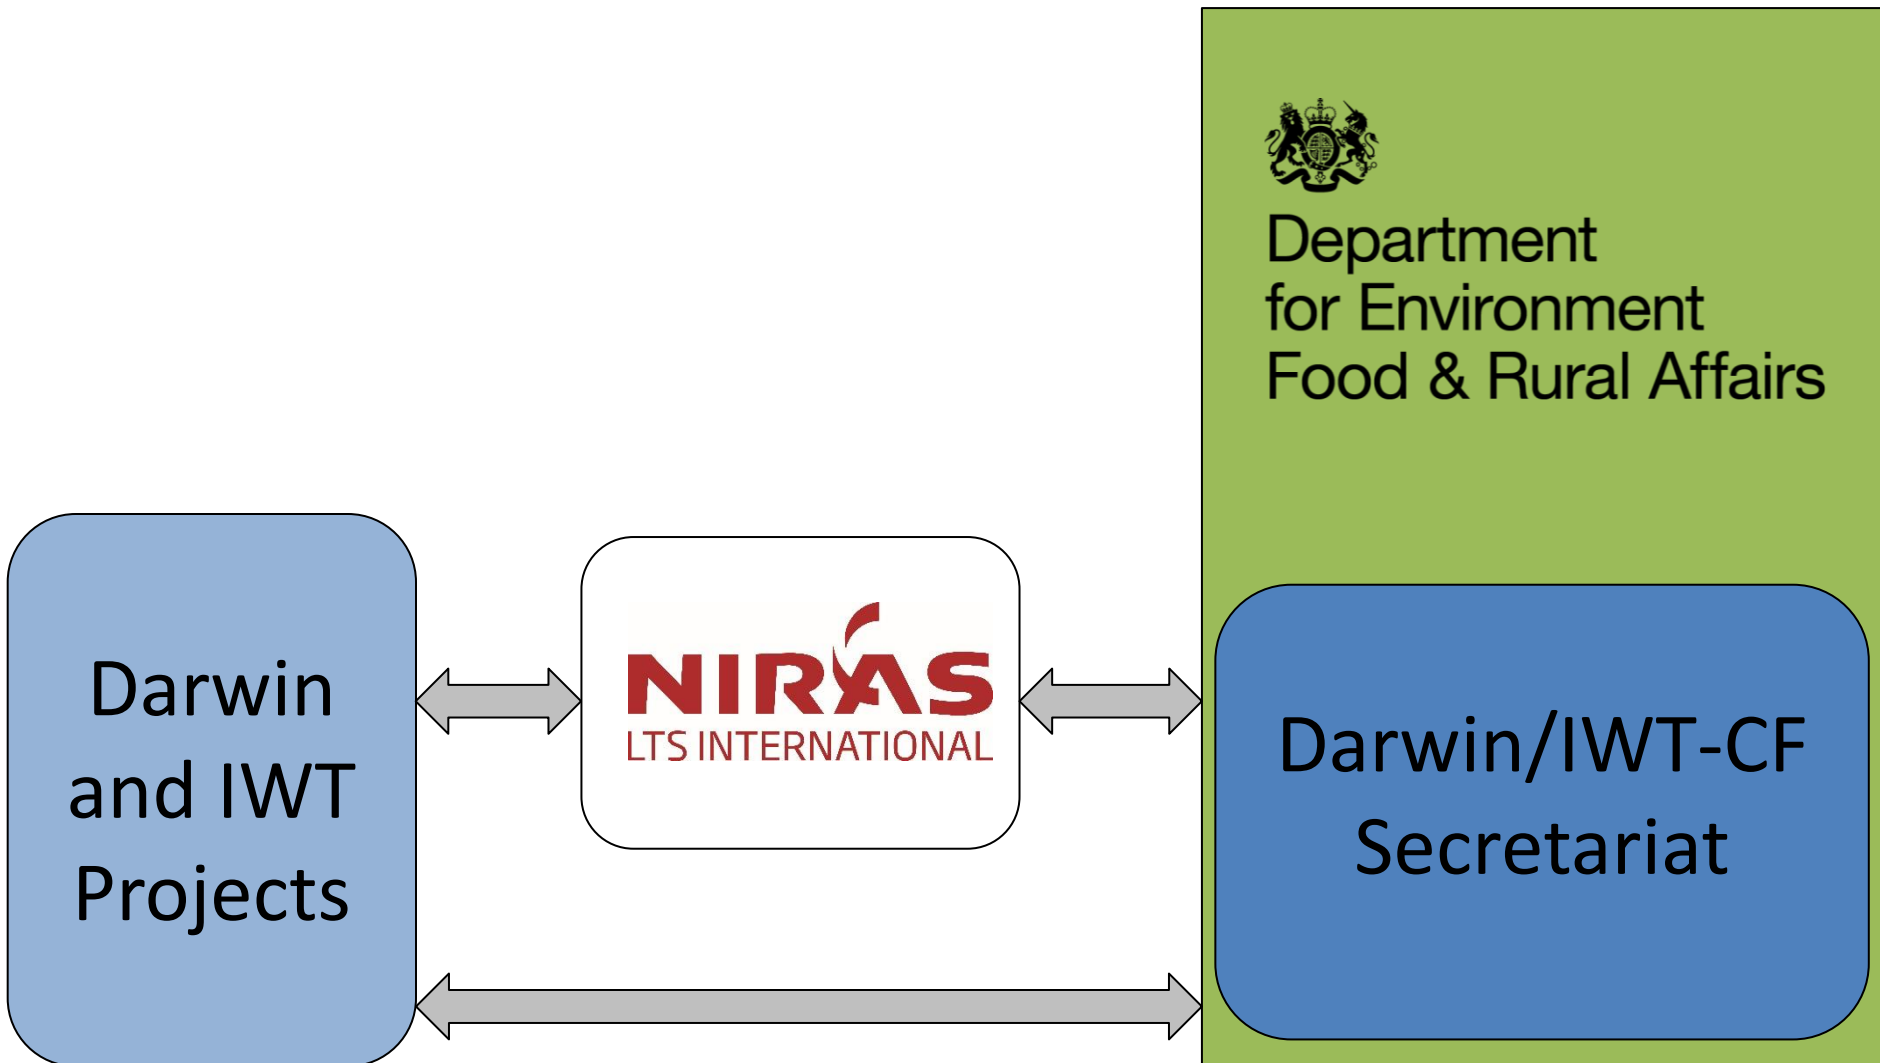 Department
for Environment
Food & Rural Affairs
Darwin
and IWT
Projects
NIRAS
LTS INTERNATIONAL
Darwin/IWT-CF
Secretariat